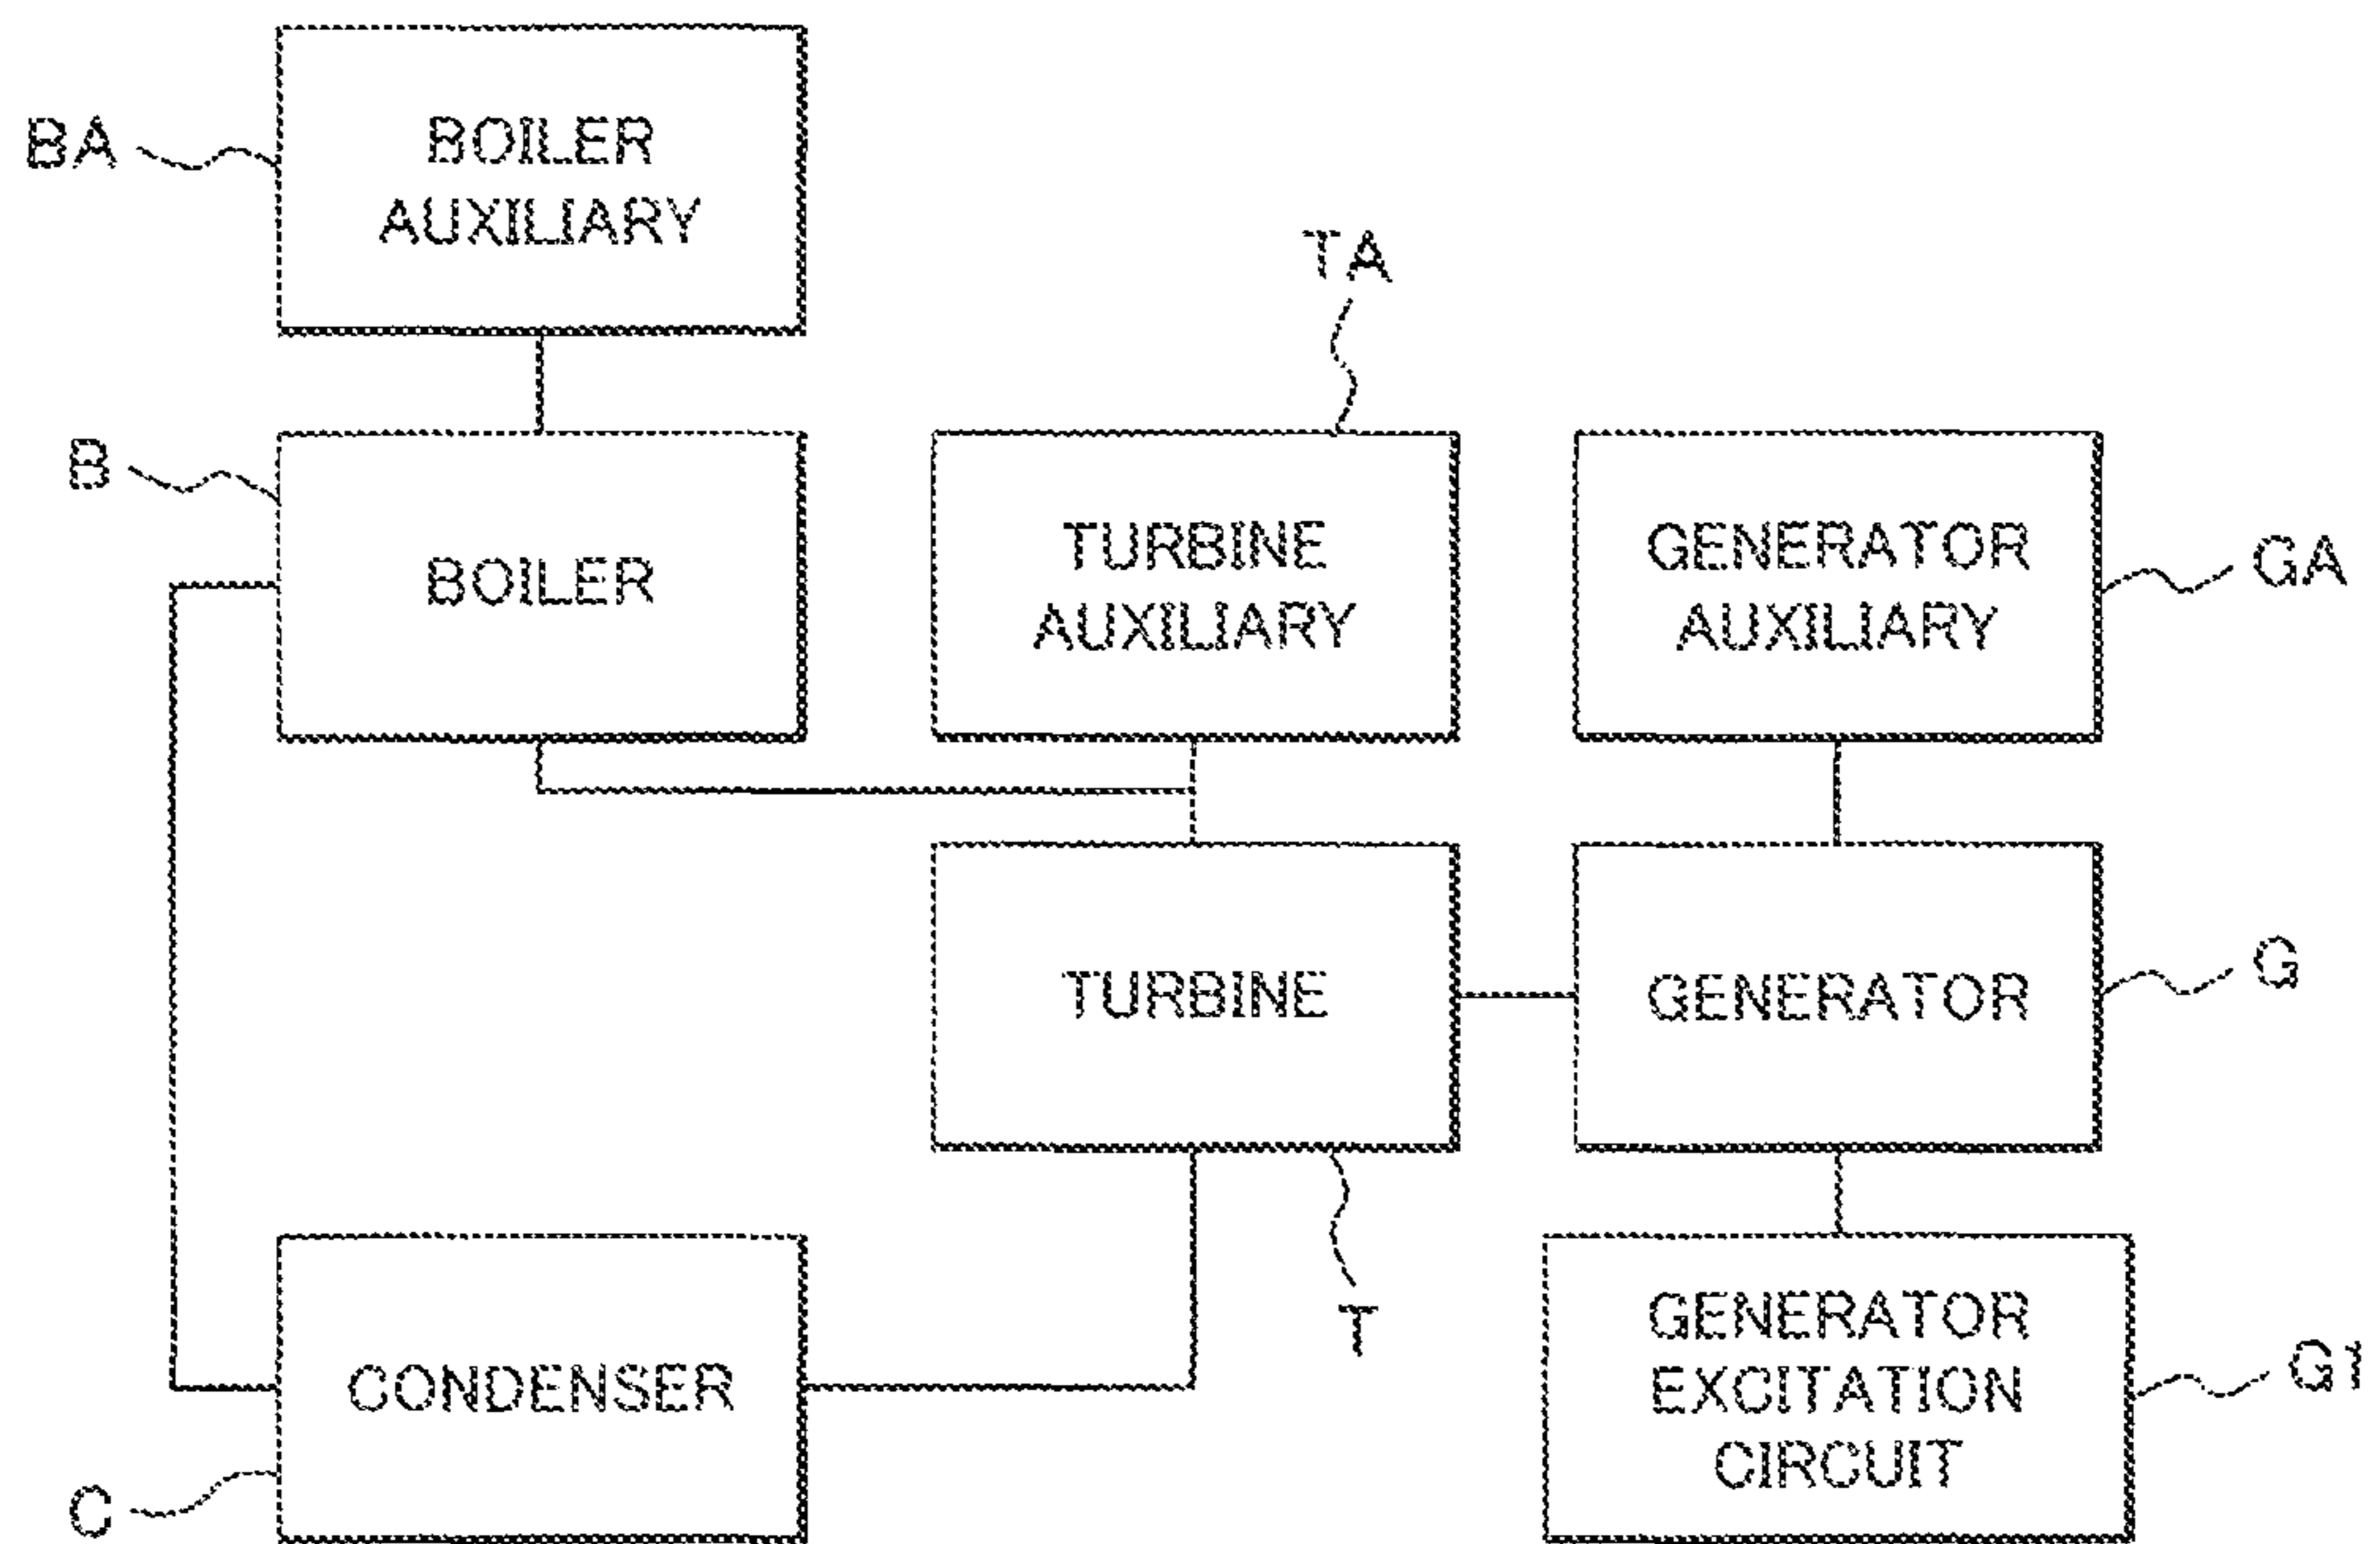 BA
BOILER
AUXILIARY
TA
B
BOILER
TURBINE
AUXILIARY
GENERATOR
AUXILIARY
GA
TURBINE
GENERATOR
G
T
CONDENSER
C
GENERATOR
EXCITATION
CIRCUIT
G1